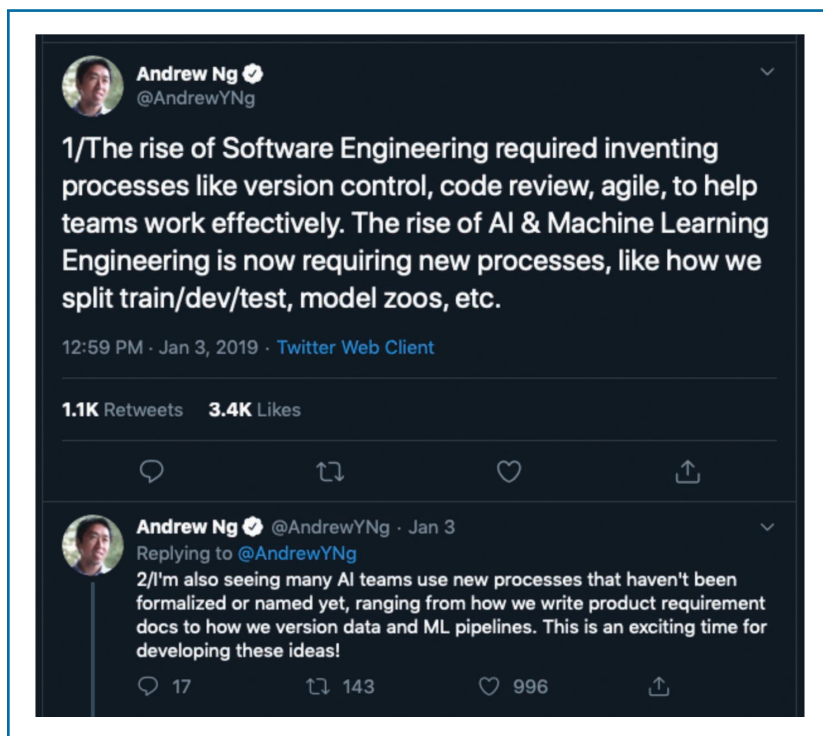 Andrew Ng
@AndrewYNg
1/The rise of Software Engineering required inventing
processes like version control, code review, agile, to help
teams work effectively. The rise of AI & Machine Learning
Engineering is now requiring new processes, like how we
split train/dev/test, model zoos, etc.
12:59 PM · Jan 3, 2019 · Twitter Web Client
1.1K Retweets 3.4K Likes
Andrew Ng @AndrewYNg · Jan 3
Replying to @AndrewYNg
2/I'm also seeing many AI teams use new processes that haven't been
formalized or named yet, ranging from how we write product requirement
docs to how we version data and ML pipelines. This is an exciting time for
developing these ideas!
17 143 996